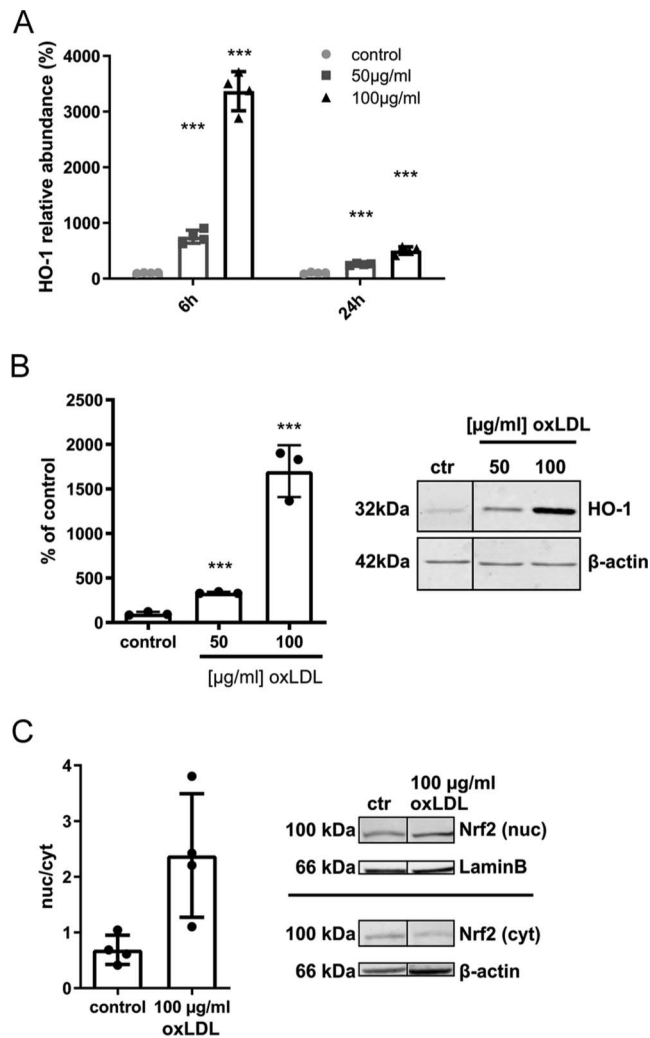 A
HO-1 relative abundance (%)
4000
3000
2000
1000
0
***
***
***
***
6h
24h
control
50µg/ml
100µg/ml
B
% of control
2500
2000
1500
1000
500
0
***
***
control
50
100
[µg/ml] oxLDL
[µg/ml] oxLDL
ctr
50
100
32kDa
HO-1
42kDa
β-actin
C
nuc/cyt
4
3
2
1
0
control
100 µg/ml
oxLDL
ctr
100 µg/ml
oxLDL
100 kDa
Nrf2 (nuc)
66 kDa
LaminB
100 kDa
Nrf2 (cyt)
66 kDa
β-actin